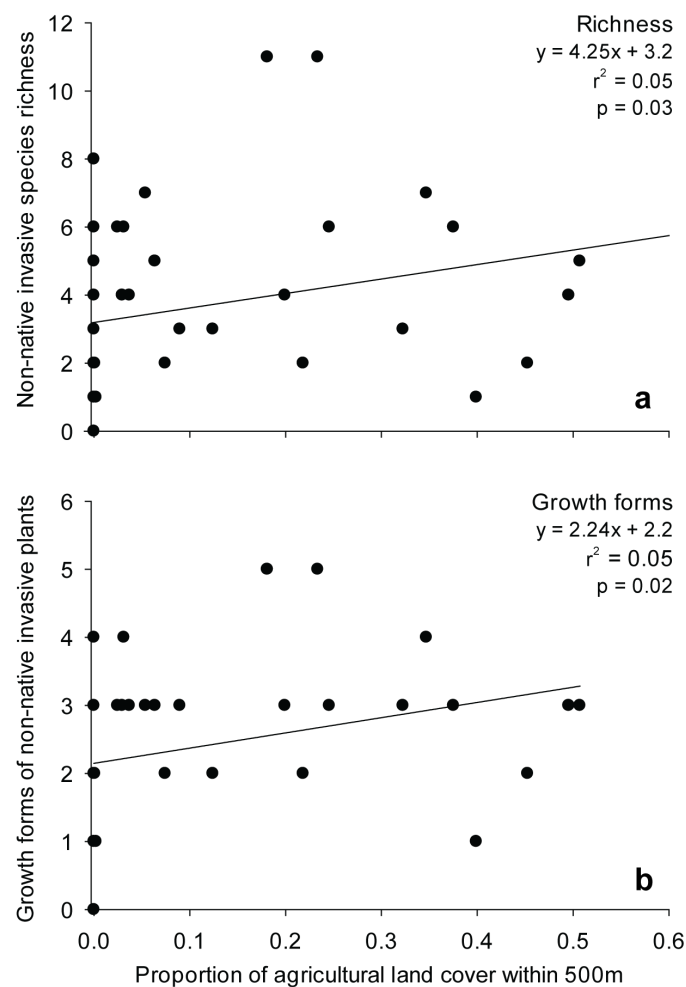 Non-native invasive species richness
12
10
8
6
4
2
0
Richness
y = 4.25x + 3.2
r² = 0.05
p = 0.03
a
Growth forms of non-native invasive plants
6
5
4
3
2
1
0
Growth forms
y = 2.24x + 2.2
r² = 0.05
p = 0.02
b
0.0 0.1 0.2 0.3 0.4 0.5 0.6
Proportion of agricultural land cover within 500m